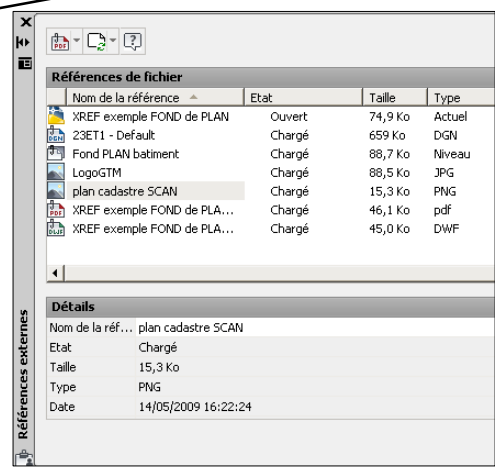 PDF
Références de fichier
Nom de la référence Etat Taille Type
XREF exemple FOND de PLAN Ouvert 74,9 Ko Actuel
DGN 23ET1 - Default Chargé 659 Ko DGN
Fond PLAN batiment Chargé 88,7 Ko Niveau
LogoGTM Chargé 88,5 Ko JPG
plan cadastre SCAN Chargé 15,3 Ko PNG
PDF XREF exemple FOND de PLA... Chargé 46,1 Ko pdf
DWF XREF exemple FOND de PLA... Chargé 45,0 Ko DWF
Détails
Nom de la réf... plan cadastre SCAN
Etat Chargé
Taille 15,3 Ko
Type PNG
Date 14/05/2009 16:22:24
Références externes